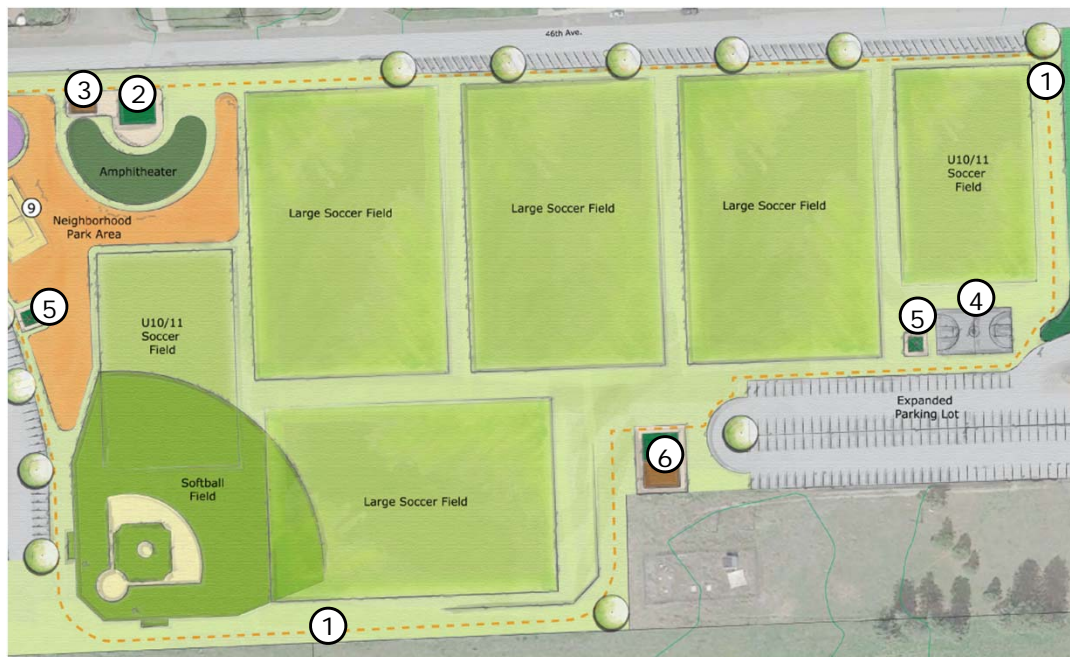 46th Ave.
1
3
2
Amphitheater
U10/11
Soccer
Field
Large Soccer Field
Large Soccer Field
Large Soccer Field
9
Neighborhood
Park Area
5
4
5
U10/11
Soccer
Field
Expanded
Parking Lot
6
Softball
Field
Large Soccer Field
1